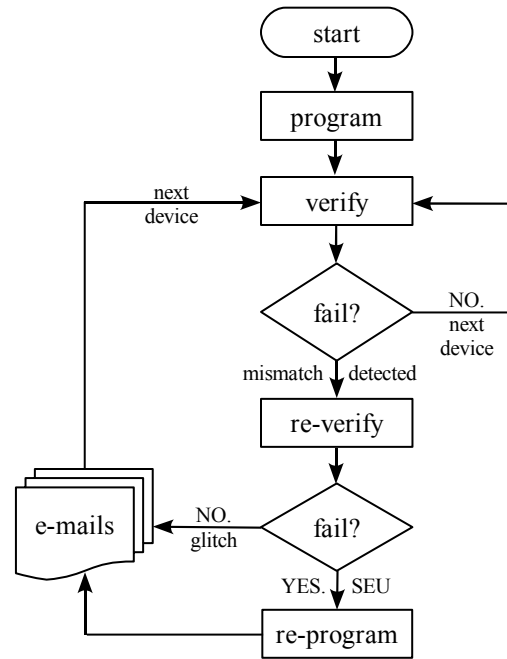 start
program
next
device
verify
fail?
NO.
next
device
mismatch detected
re-verify
fail?
NO.
glitch
e-mails
YES. SEU
re-program